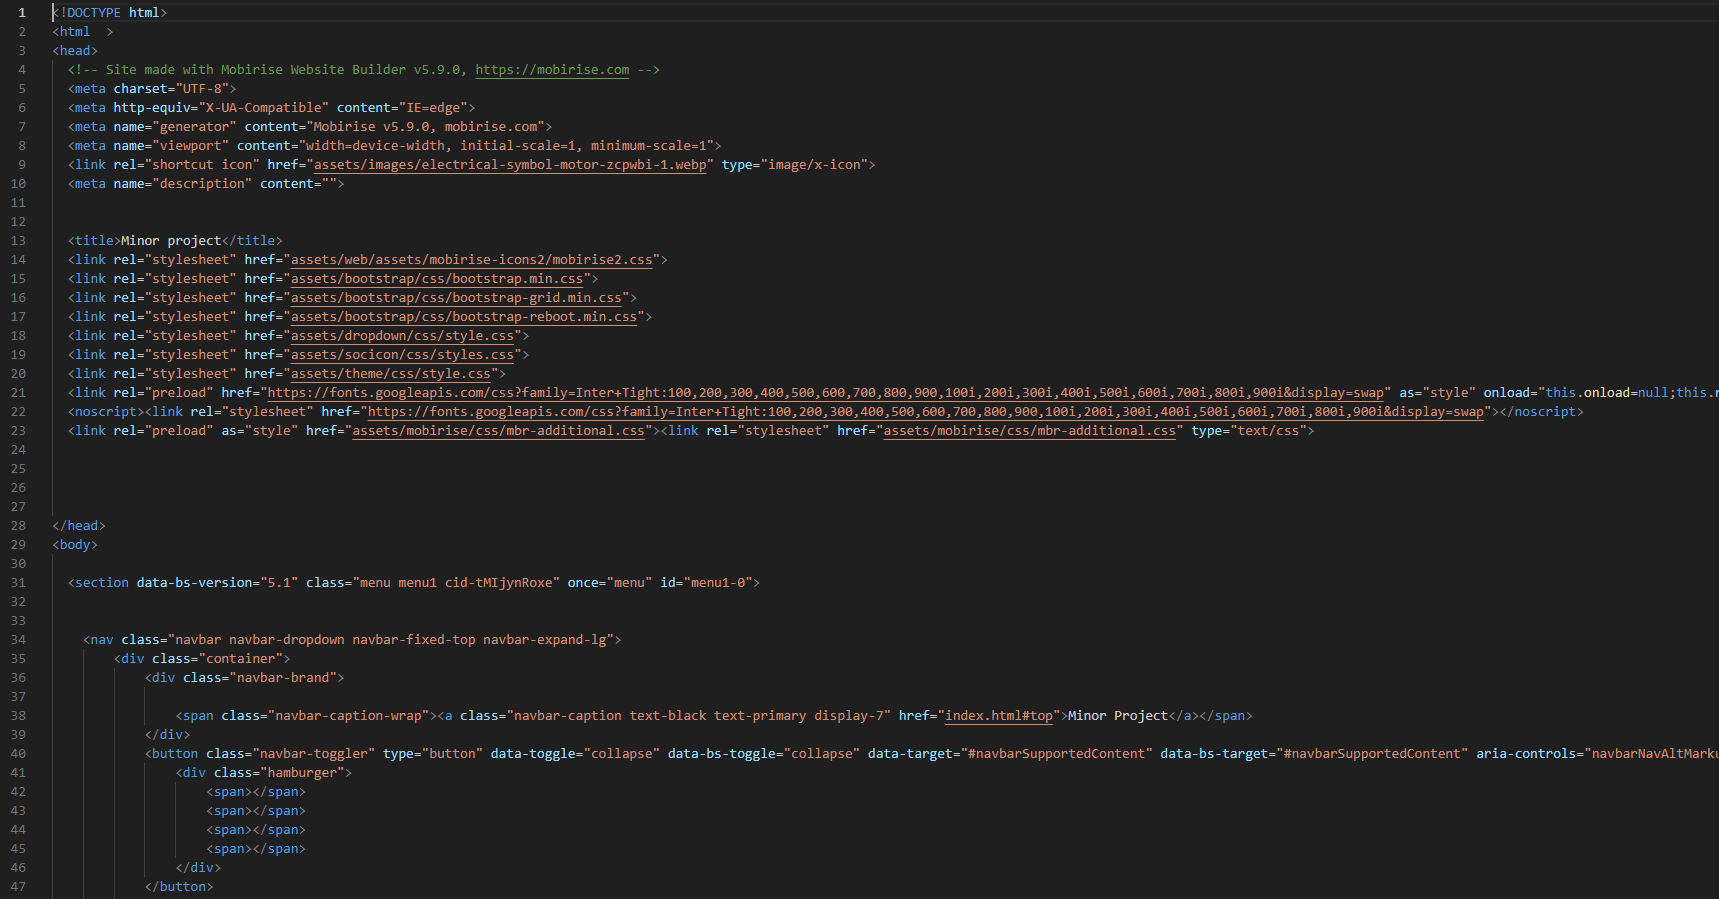 1 <!DOCTYPE html>
2 <html  >
3 <head>
4   <!-- Site made with Mobirise Website Builder v5.9.0, https://mobirise.com -->
5   <meta charset="UTF-8">
6   <meta http-equiv="X-UA-Compatible" content="IE=edge">
7   <meta name="generator" content="Mobirise v5.9.0, mobirise.com">
8   <meta name="viewport" content="width=device-width, initial-scale=1, minimum-scale=1">
9   <link rel="shortcut icon" href="assets/images/electrical-symbol-motor-zcpwbi-1.webp" type="image/x-icon">
10   <meta name="description" content="">
11
12
13   <title>Minor project</title>
14   <link rel="stylesheet" href="assets/web/assets/mobirise-icons2/mobirise2.css">
15   <link rel="stylesheet" href="assets/bootstrap/css/bootstrap.min.css">
16   <link rel="stylesheet" href="assets/bootstrap/css/bootstrap-grid.min.css">
17   <link rel="stylesheet" href="assets/bootstrap/css/bootstrap-reboot.min.css">
18   <link rel="stylesheet" href="assets/dropdown/css/style.css">
19   <link rel="stylesheet" href="assets/socicon/css/styles.css">
20   <link rel="stylesheet" href="assets/theme/css/style.css">
21   <link rel="preload" href="https://fonts.googleapis.com/css?family=Inter+Tight:100,200,300,400,500,600,700,800,900,100i,200i,300i,400i,500i,600i,700i,800i,900i&display=swap" as="style" onload="this.onload=null;this.r
22   <noscript><link rel="stylesheet" href="https://fonts.googleapis.com/css?family=Inter+Tight:100,200,300,400,500,600,700,800,900,100i,200i,300i,400i,500i,600i,700i,800i,900i&display=swap"></noscript>
23   <link rel="preload" as="style" href="assets/mobirise/css/mbr-additional.css"><link rel="stylesheet" href="assets/mobirise/css/mbr-additional.css" type="text/css">
24
25
26
27
28 </head>
29 <body>
30
31   <section data-bs-version="5.1" class="menu menu1 cid-tMIjynRoxe" once="menu" id="menu1-0">
32
33
34     <nav class="navbar navbar-dropdown navbar-fixed-top navbar-expand-lg">
35         <div class="container">
36             <div class="navbar-brand">
37
38                 <span class="navbar-caption-wrap"><a class="navbar-caption text-black text-primary display-7" href="index.html#top">Minor Project</a></span>
39             </div>
40             <button class="navbar-toggler" type="button" data-toggle="collapse" data-bs-toggle="collapse" data-target="#navbarSupportedContent" data-bs-target="#navbarSupportedContent" aria-controls="navbarNavAltMarku
41                 <div class="hamburger">
42                     <span></span>
43                     <span></span>
44                     <span></span>
45                     <span></span>
46                 </div>
47             </button>